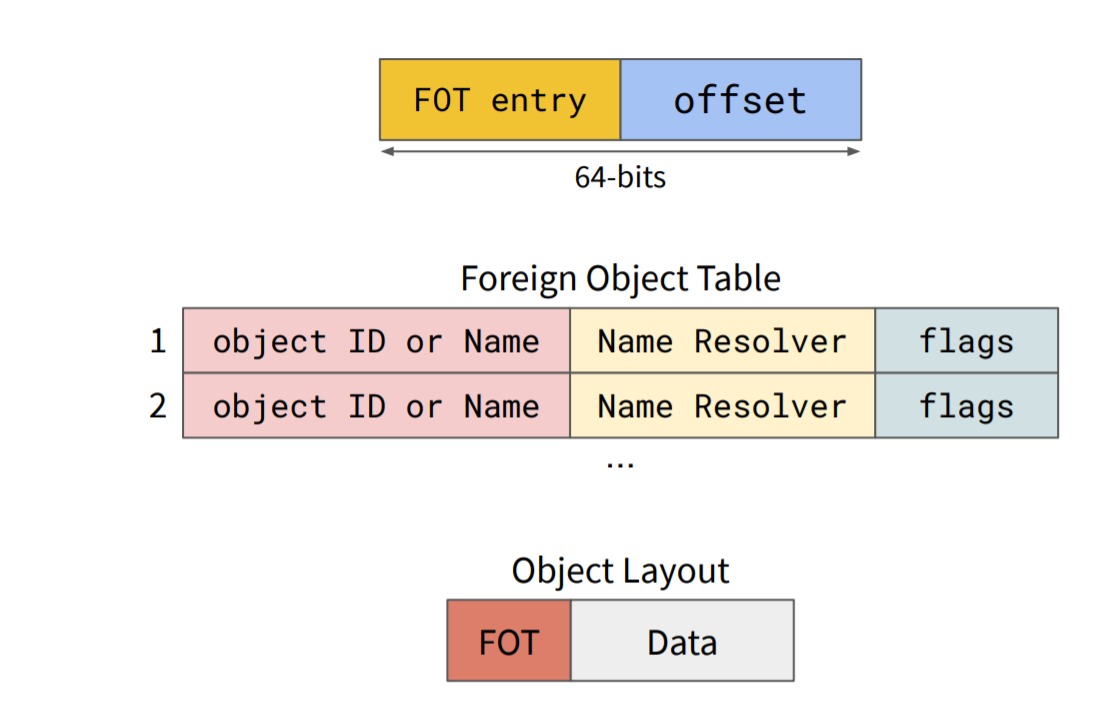 FOT entry offset
64-bits
Foreign Object Table
1 object ID or Name Name Resolver flags
2 object ID or Name Name Resolver flags
...
Object Layout
FOT Data